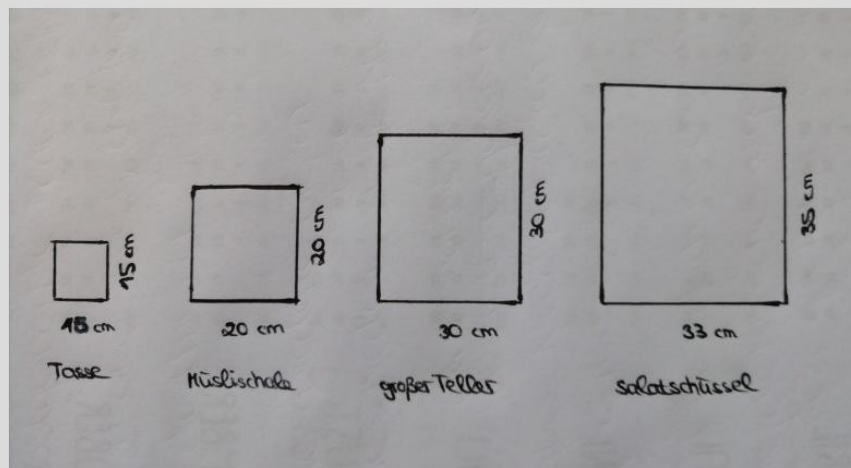 15 cm
15 cm
Tasse
20 cm
20 cm
Müslischale
30 cm
30 cm
großer Teller
35 cm
33 cm
Salatschüssel